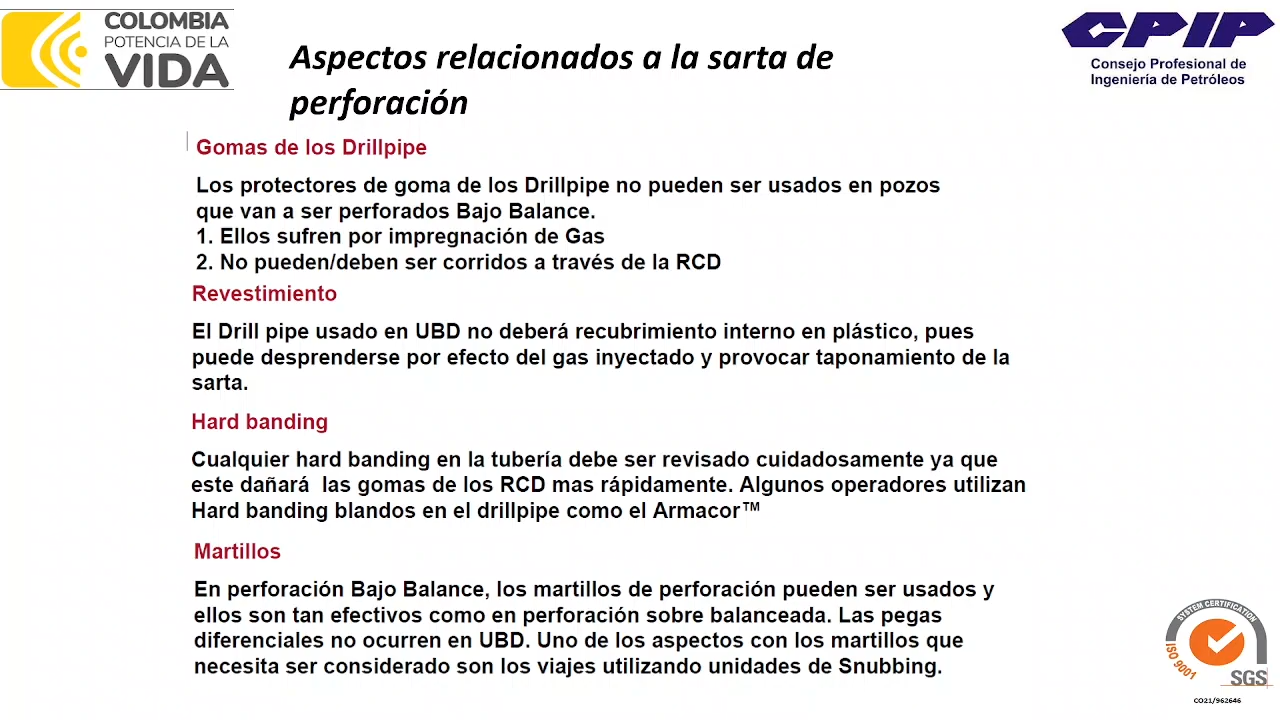 COLOMBIA
POTENCIA DE LA
VIDA
Aspectos relacionados a la sarta de
perforación
CPIP
Consejo Profesional de
Ingeniería de Petróleos
Gomas de los Drillpipe
Los protectores de goma de los Drillpipe no pueden ser usados en pozos
que van a ser perforados Bajo Balance.
1. Ellos sufren por impregnación de Gas
2. No pueden/deben ser corridos a través de la RCD
Revestimiento
El Drill pipe usado en UBD no deberá recubrimiento interno en plástico, pues
puede desprenderse por efecto del gas inyectado y provocar taponamiento de la
sarta.
Hard banding
Cualquier hard banding en la tubería debe ser revisado cuidadosamente ya que
este dañará  las gomas de los RCD mas rápidamente. Algunos operadores utilizan
Hard banding blandos en el drillpipe como el Armacor™
Martillos
En perforación Bajo Balance, los martillos de perforación pueden ser usados y
ellos son tan efectivos como en perforación sobre balanceada. Las pegas
diferenciales no ocurren en UBD. Uno de los aspectos con los martillos que
necesita ser considerado son los viajes utilizando unidades de Snubbing.
SYSTEM CERTIFICATION
ISO 9001
SGS
CO21/962646